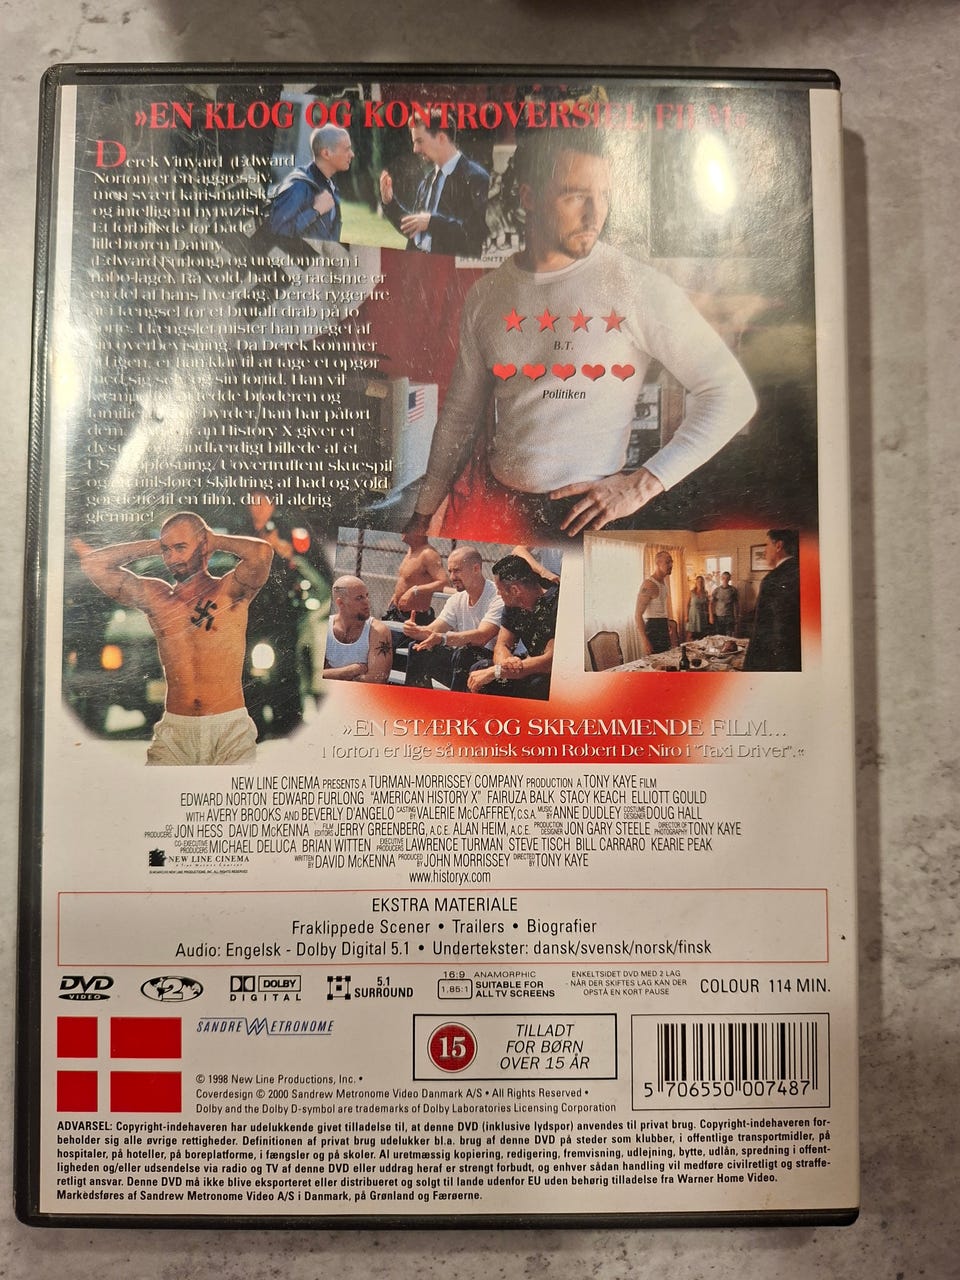 »EN KLOG OG KONTROVERSIEL FILM«
Derek Vinyard (Edward
Norton) er en aggressiv,
men svært karismatisk
og intelligent nynazist.
Et forbillede for både
lillebroren Danny
(Edward Furlong) og ungdommen i
nabo-laget. Rå vold, had og racisme er
en del af hans hverdag. Derek ryger tre
år i fængsel for et brutalt drab på to
sorte. I fængslet mister han meget af
sin overbevisning. Da Derek kommer
ud igen, er han klar til at tage et opgør
med sig selv og sin fortid. Han vil
redde broderen og
familien byrder, han har påført
dem. American History X giver et
sandfærdigt billede af et
opløsning. Uovertruffent skuespil
og en utilsløret skildring af had og vold
gør dette til en film, du vil aldrig
glemme!
B.T.
Politiken
»EN STÆRK OG SKRÆMMENDE FILM...
Norton er lige så manisk som Robert De Niro i "Taxi Driver".«
NEW LINE CINEMA PRESENTS A TURMAN-MORRISSEY COMPANY PRODUCTION A TONY KAYE FILM
EDWARD NORTON EDWARD FURLONG "AMERICAN HISTORY X" FAIRUZA BALK STACY KEACH ELLIOTT GOULD
WITH AVERY BROOKS AND BEVERLY D'ANGELO CASTING BY VALERIE McCAFFREY, C.S.A. MUSIC BY ANNE DUDLEY COSTUME DESIGNER DOUG HALL
CO-PRODUCERS JON HESS DAVID McKENNA FILM EDITORS JERRY GREENBERG, A.C.E. ALAN HEIM, A.C.E. PRODUCTION DESIGNER JON GARY STEELE DIRECTOR OF PHOTOGRAPHY TONY KAYE
CO-EXECUTIVE PRODUCERS MICHAEL DELUCA BRIAN WITTEN EXECUTIVE PRODUCERS LAWRENCE TURMAN STEVE TISCH BILL CARRARO KEARIE PEAK
NEW LINE CINEMA
WRITTEN BY DAVID McKENNA PRODUCED BY JOHN MORRISSEY DIRECTED BY TONY KAYE
www.historyx.com
EKSTRA MATERIALE
Fraklippede Scener • Trailers • Biografier
Audio: Engelsk - Dolby Digital 5.1 • Undertekster: dansk/svensk/norsk/finsk
DVD VIDEO
2
DOLBY DIGITAL
5.1 SURROUND
16:9 1,85:1 ANAMORPHIC SUITABLE FOR ALL TV SCREENS
ENKELTSIDET DVD MED 2 LAG
- NÅR DER SKIFTES LAG KAN DER
OPSTÅ EN KORT PAUSE
COLOUR 114 MIN.
SANDREW METRONOME
15
TILLADT
FOR BØRN
OVER 15 ÅR
5 706550 007487
© 1998 New Line Productions, Inc. •
Coverdesign © 2000 Sandrew Metronome Video Danmark A/S • All Rights Reserved •
Dolby and the Dolby D-symbol are trademarks of Dolby Laboratories Licensing Corporation
ADVARSEL: Copyright-indehaveren har udelukkende givet tilladelse til, at denne DVD (inklusive lydspor) anvendes til privat brug. Copyright-indehaveren for-
beholder sig alle øvrige rettigheder. Definitionen af privat brug udelukker bl.a. brug af denne DVD på steder som klubber, i offentlige transportmidler, på
hospitaler, på hoteller, på boreplatforme, i fængsler og på skoler. Al uretmæssig kopiering, redigering, fremvisning, udlejning, bytte, udlån, spredning i offent-
ligheden og/eller udsendelse via radio og TV af denne DVD eller uddrag heraf er strengt forbudt, og enhver sådan handling vil medføre civilretligt og straffe-
retligt ansvar. Denne DVD må ikke blive eksporteret eller distribueret og solgt til lande udenfor EU uden behørig tilladelse fra Warner Home Video.
Markedsføres af Sandrew Metronome Video A/S i Danmark, på Grønland og Færøerne.